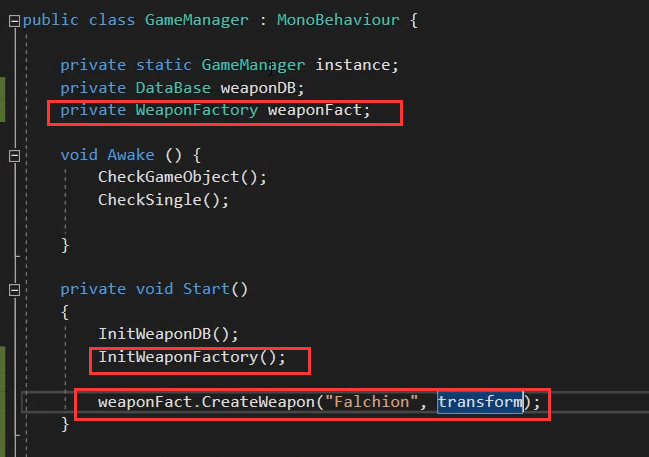 public class GameManager : MonoBehaviour {
private static GameManager instance;
private DataBase weaponDB;
private WeaponFactory weaponFact;
void Awake () {
CheckGameObject();
CheckSingle();
}
private void Start()
{
InitWeaponDB();
InitWeaponFactory();
weaponFact.CreateWeapon("Falchion", transform);
}